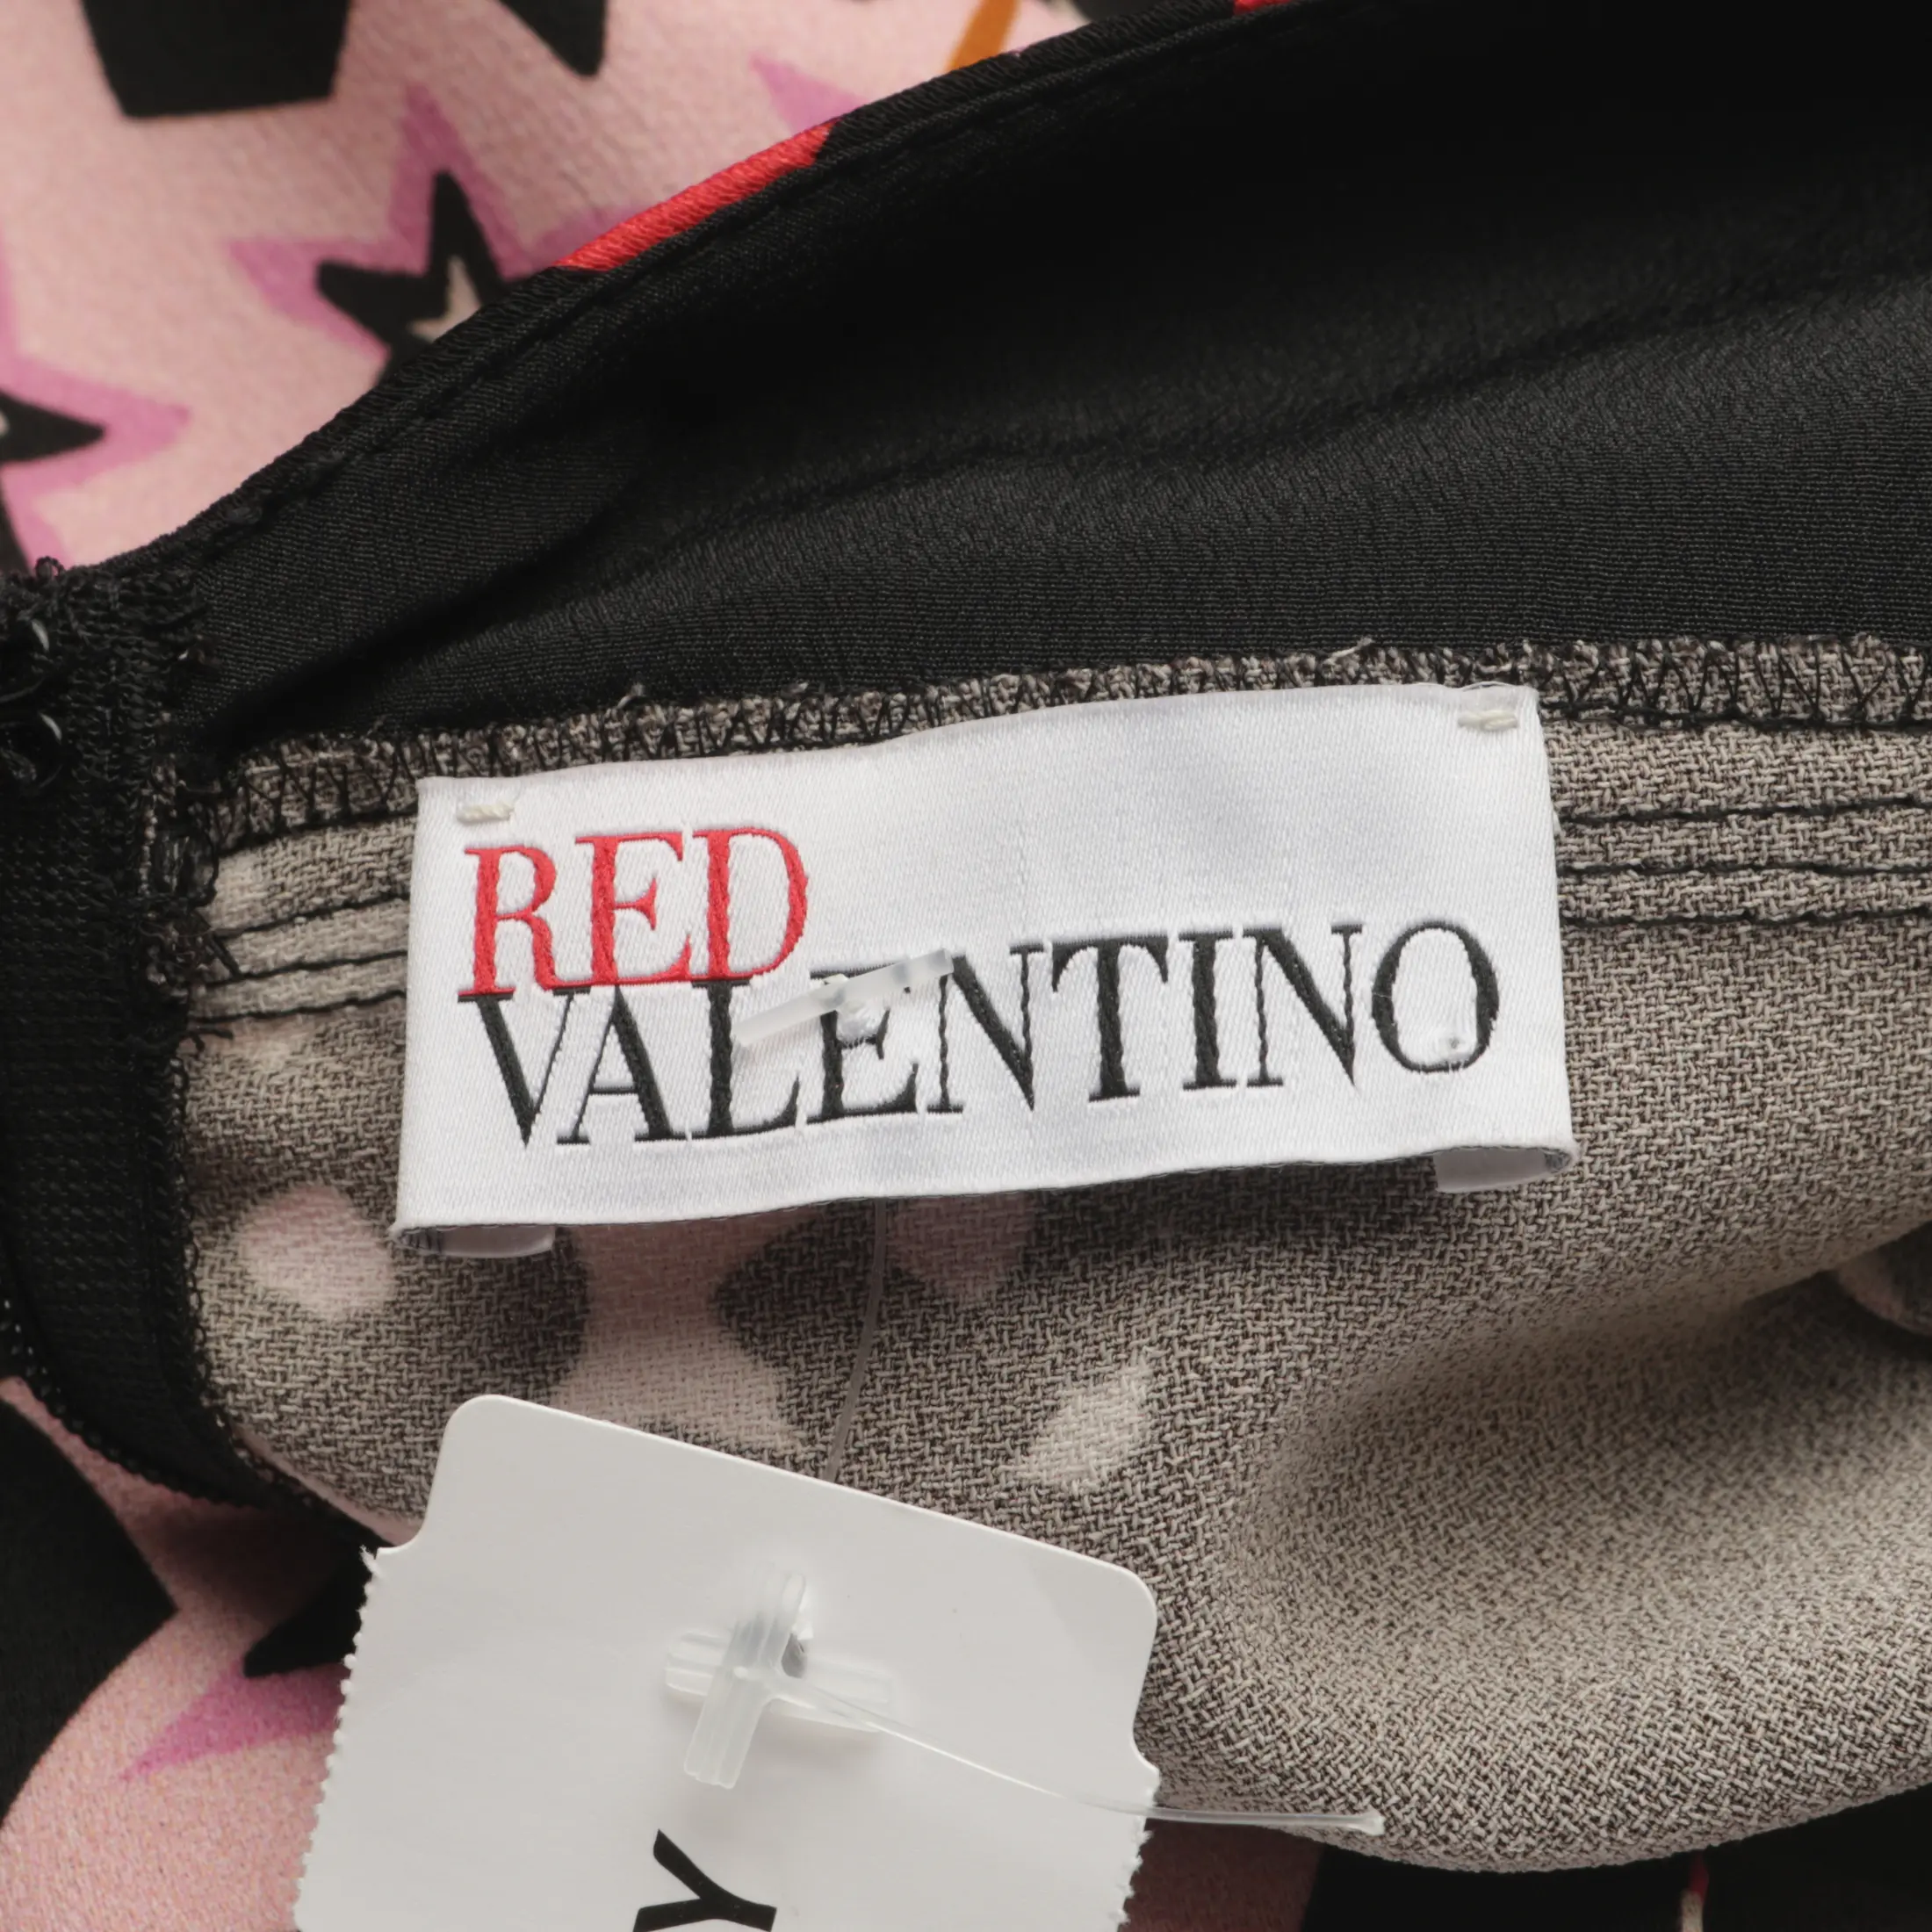 RED
VALENTINO
Y